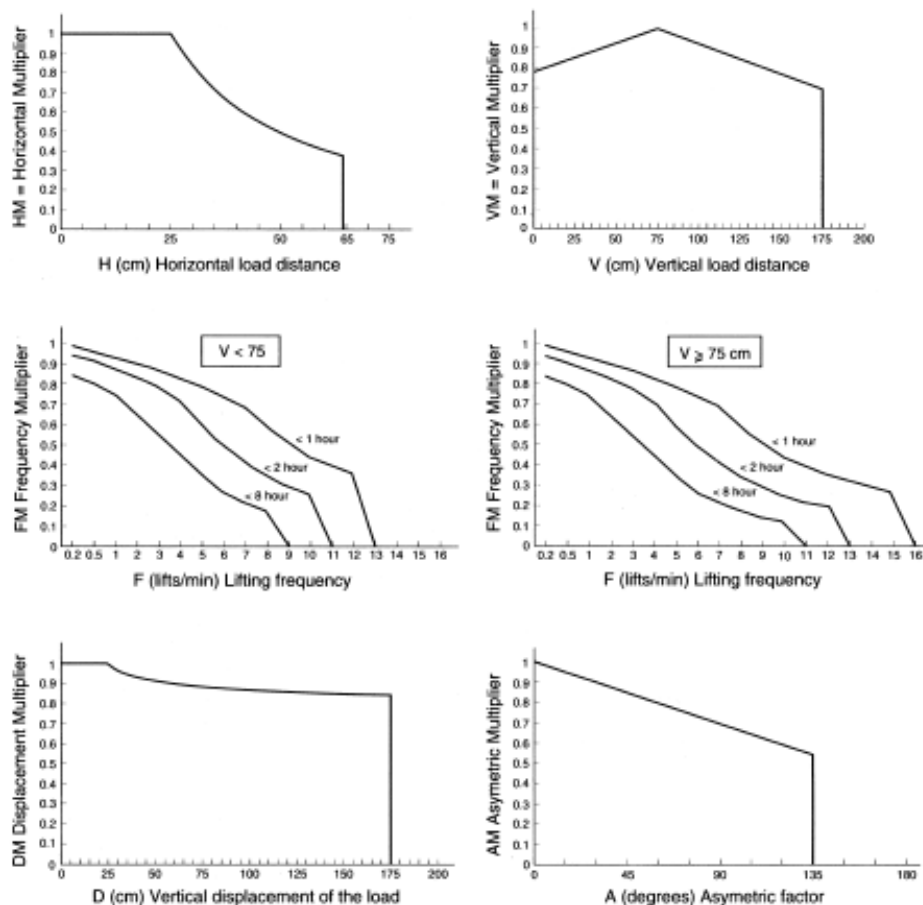 HM = Horizontal Multiplier
1
0.9
0.8
0.7
0.6
0.5
0.4
0.3
0.2
0.1
0
0 25 50 65 75
H (cm) Horizontal load distance
VM = Vertical Multiplier
1
0.9
0.8
0.7
0.6
0.5
0.4
0.3
0.2
0.1
0 25 50 75 100 125 150 175 200
V (cm) Vertical load distance
FM Frequency Multiplier
1
0.9
0.8
0.7
0.6
0.5
0.4
0.3
0.2
0.1
0
V < 75
< 1 hour
< 2 hour
< 8 hour
0.2 0.5 1 2 3 4 5 6 7 8 9 10 11 12 13 14 15 16
F (lifts/min) Lifting frequency
FM Frequency Multiplier
1
0.9
0.8
0.7
0.6
0.5
0.4
0.3
0.2
0.1
0
V ⩾ 75 cm
< 1 hour
< 2 hour
< 8 hour
0.2 0.5 1 2 3 4 5 6 7 8 9 10 11 12 13 14 15 16
F (lifts/min) Lifting frequency
DM Displacement Multiplier
1
0.9
0.8
0.7
0.6
0.5
0.4
0.3
0.2
0.1
0
0 25 50 75 100 125 150 175 200
D (cm) Vertical displacement of the load
AM Asymetric Multiplier
1
0.9
0.8
0.7
0.6
0.5
0.4
0.3
0.2
0.1
0
0 45 90 135 180
A (degrees) Asymetric factor